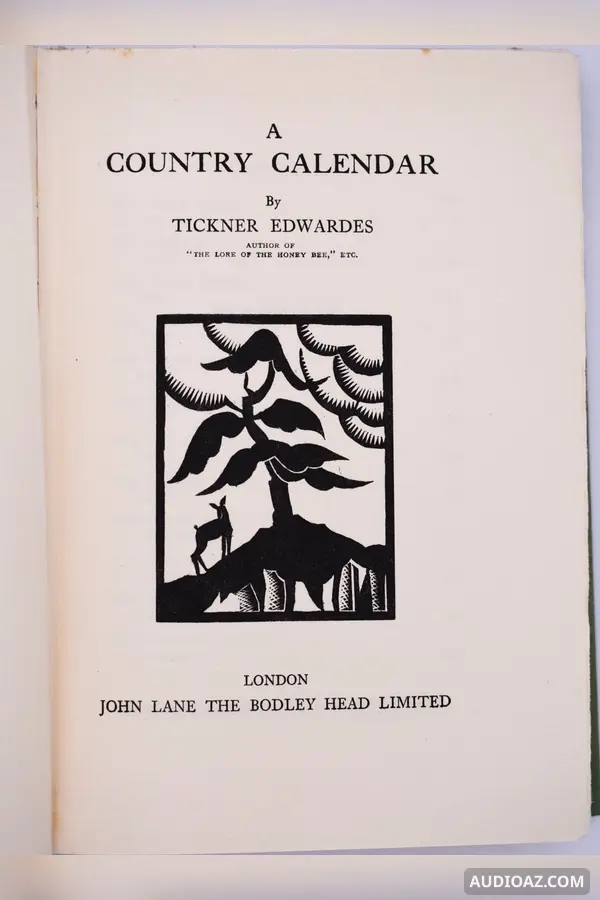 A
COUNTRY CALENDAR
By
TICKNER EDWARDES
AUTHOR OF
"THE LORE OF THE HONEY BEE," ETC.
LONDON
JOHN LANE THE BODLEY HEAD LIMITED
AUDIOAZ.COM